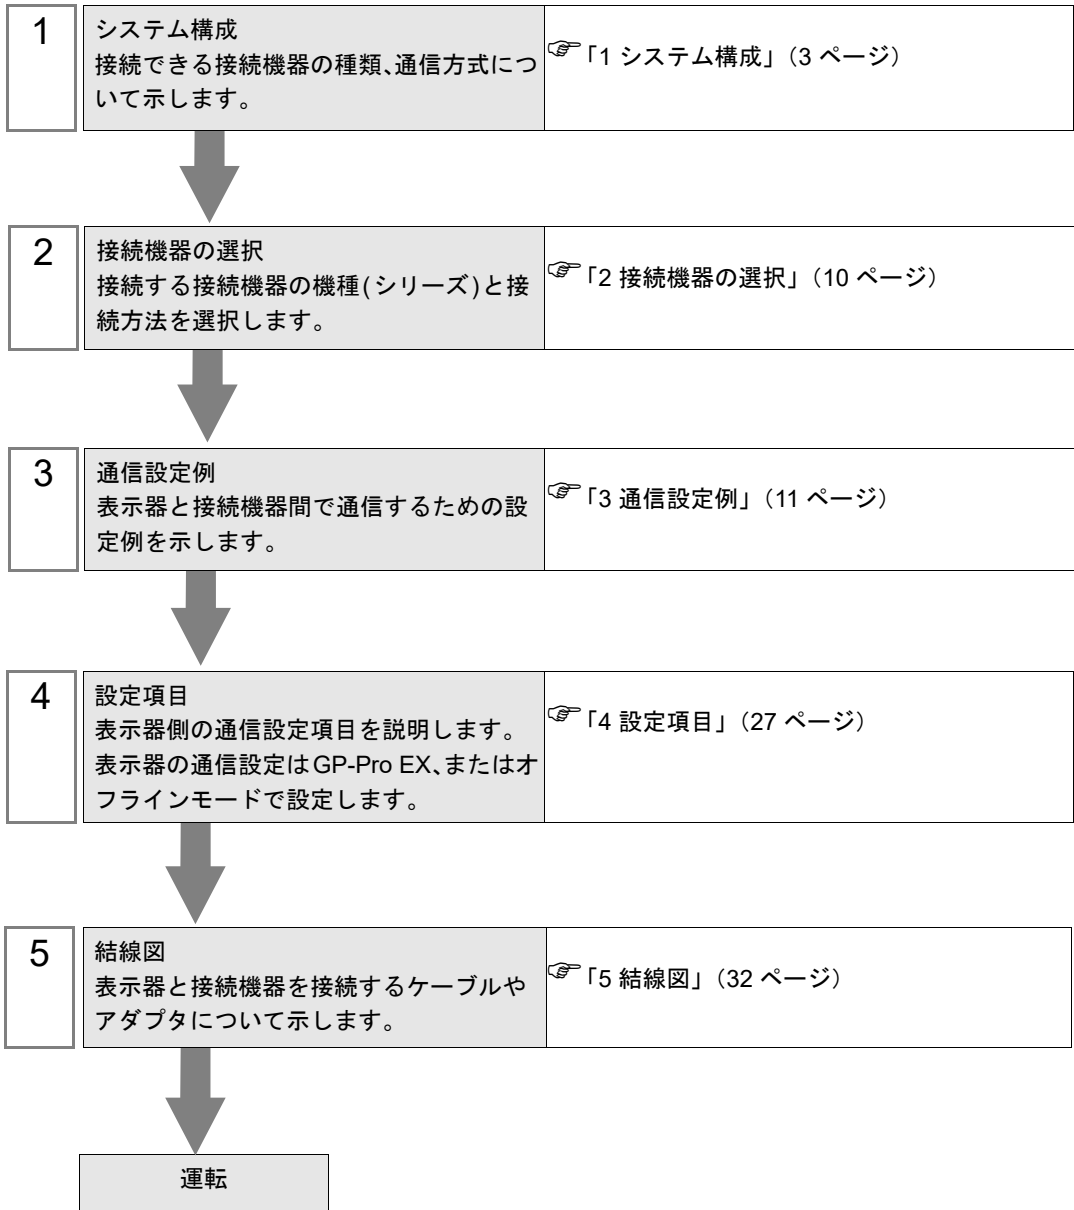 1
システム構成
接続できる接続機器の種類、通信方式につ
いて示します。
☞「1 システム構成」（3 ページ）
2
接続機器の選択
接続する接続機器の機種(シリーズ)と接
続方法を選択します。
☞「2 接続機器の選択」（10 ページ）
3
通信設定例
表示器と接続機器間で通信するための設
定例を示します。
☞「3 通信設定例」（11 ページ）
4
設定項目
表示器側の通信設定項目を説明します。
表示器の通信設定はGP-Pro EX、またはオ
フラインモードで設定します。
☞「4 設定項目」（27 ページ）
5
結線図
表示器と接続機器を接続するケーブルや
アダプタについて示します。
☞「5 結線図」（32 ページ）
運転